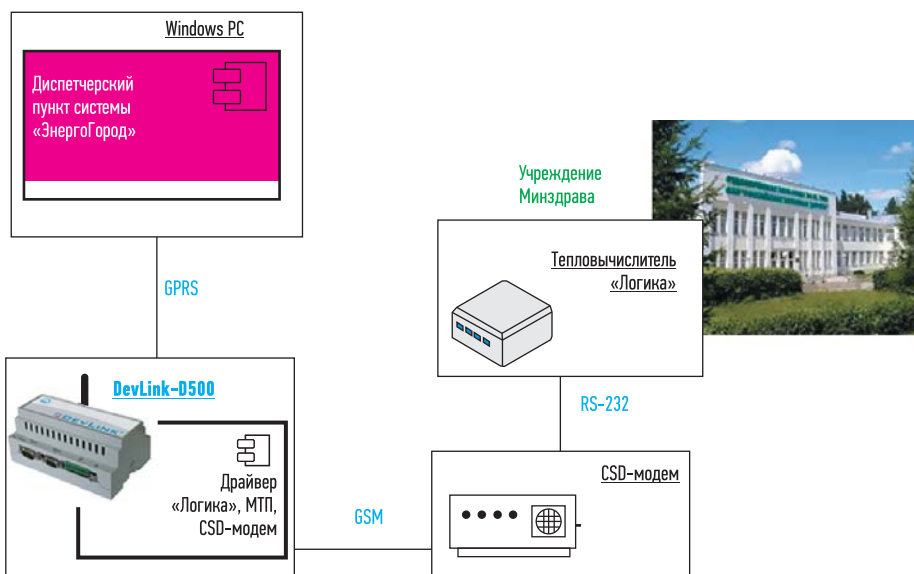 Windows PC
Диспетчерский
пункт системы
«ЭнергоГород»
Учреждение
Минздрава
Тепловычислитель
«Логика»
GPRS
DevLink-D500
DEVLINK
RS-232
Драйвер
«Логика», МТП,
CSD-модем
GSM
CSD-модем